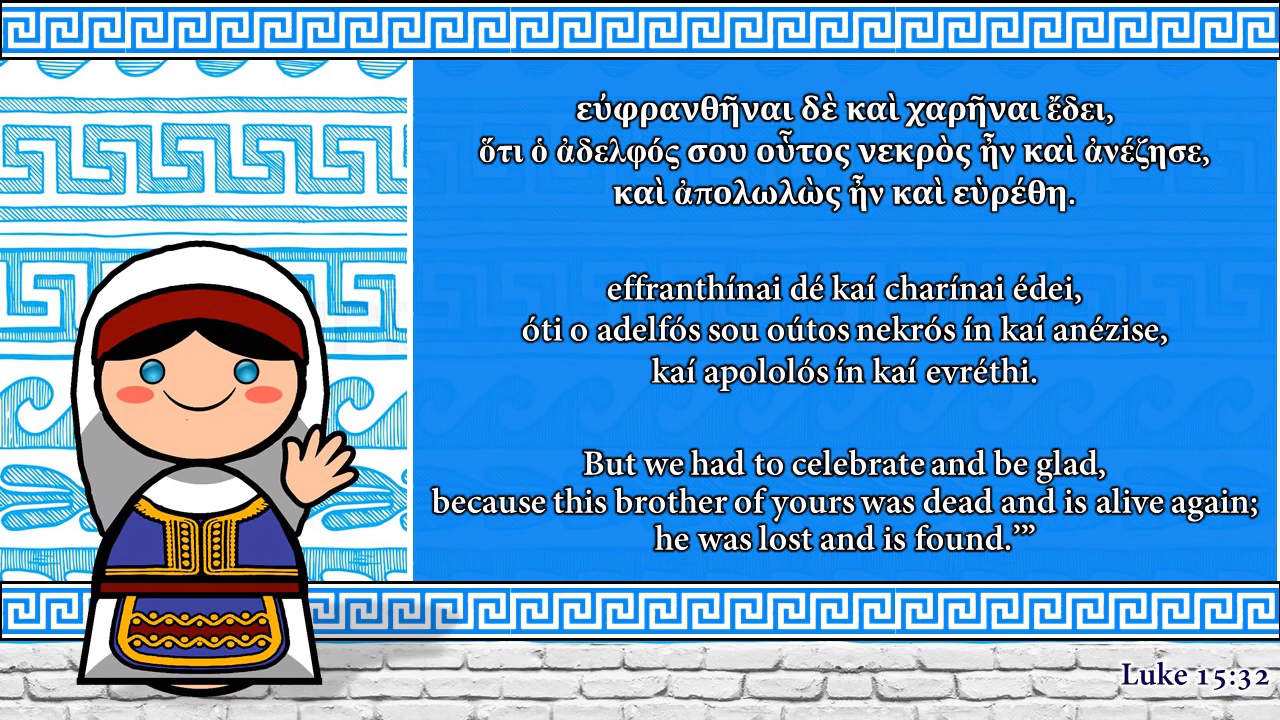 εὐφρανθῆναι δὲ καὶ χαρῆναι ἔδει,
ὅτι ὁ ἀδελφός σου οὗτος νεκρὸς ἦν καὶ ἀνέζησε,
καὶ ἀπολωλὼς ἦν καὶ εὑρέθη.
effranthínai dé kaí charínai édei,
óti o adelfós sou oútos nekrós ín kaí anézise,
kaí apololós ín kaí evréthi.
But we had to celebrate and be glad,
because this brother of yours was dead and is alive again;
he was lost and is found.’”
Luke 15:32